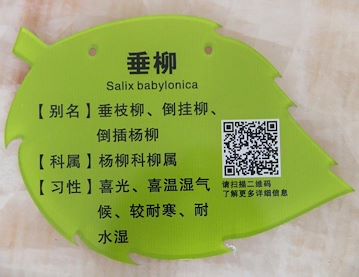 垂柳
Salix babylonica
【别名】垂枝柳、倒挂柳、
倒插杨柳
【科属】杨柳科柳属
【习性】喜光、喜温湿气
候、较耐寒、耐
水湿
请扫描二维码
了解更多详细信息